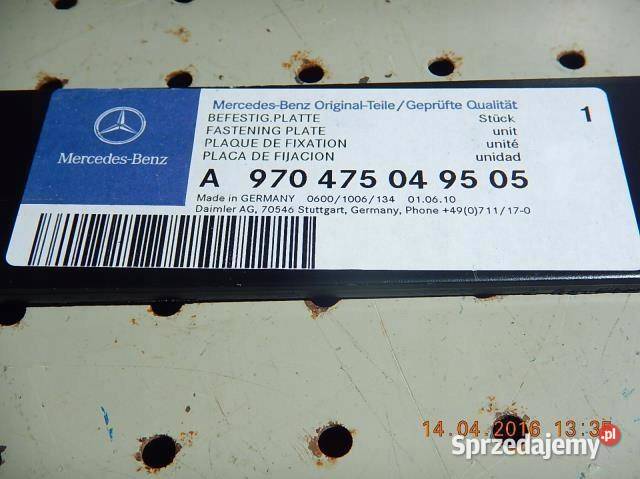 Mercedes-Benz
Mercedes-Benz Original-Teile/Geprüfte Qualität
BEFESTIG.PLATTE Stück 1
FASTENING PLATE unit
PLAQUE DE FIXATION unité
PLACA DE FIJACION unidad
A 970 475 04 95 05
Made in GERMANY 0600/1006/134 01.06.10
Daimler AG, 70546 Stuttgart, Germany, Phone +49(0)711/17-0
14.04.2016 13:35
Sprzedajemy.pl